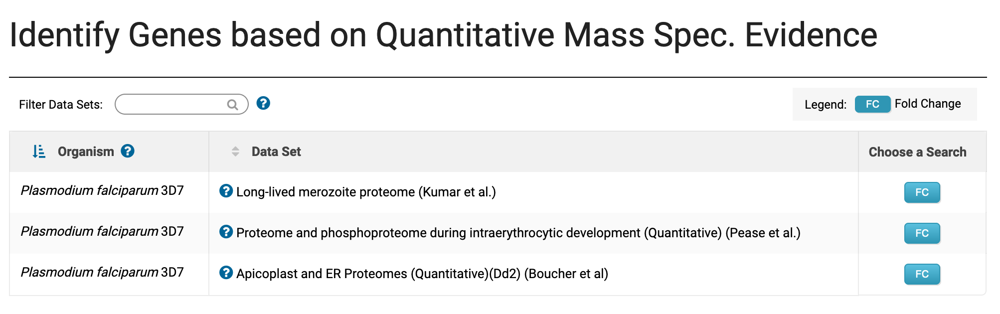 Identify Genes based on Quantitative Mass Spec. Evidence
Filter Data Sets: ?
Legend: FC Fold Change
Organism ? Data Set Choose a Search
Plasmodium falciparum 3D7 ? Long-lived merozoite proteome (Kumar et al.) FC
Plasmodium falciparum 3D7 ? Proteome and phosphoproteome during intraerythrocytic development (Quantitative) (Pease et al.) FC
Plasmodium falciparum 3D7 ? Apicoplast and ER Proteomes (Quantitative)(Dd2) (Boucher et al) FC